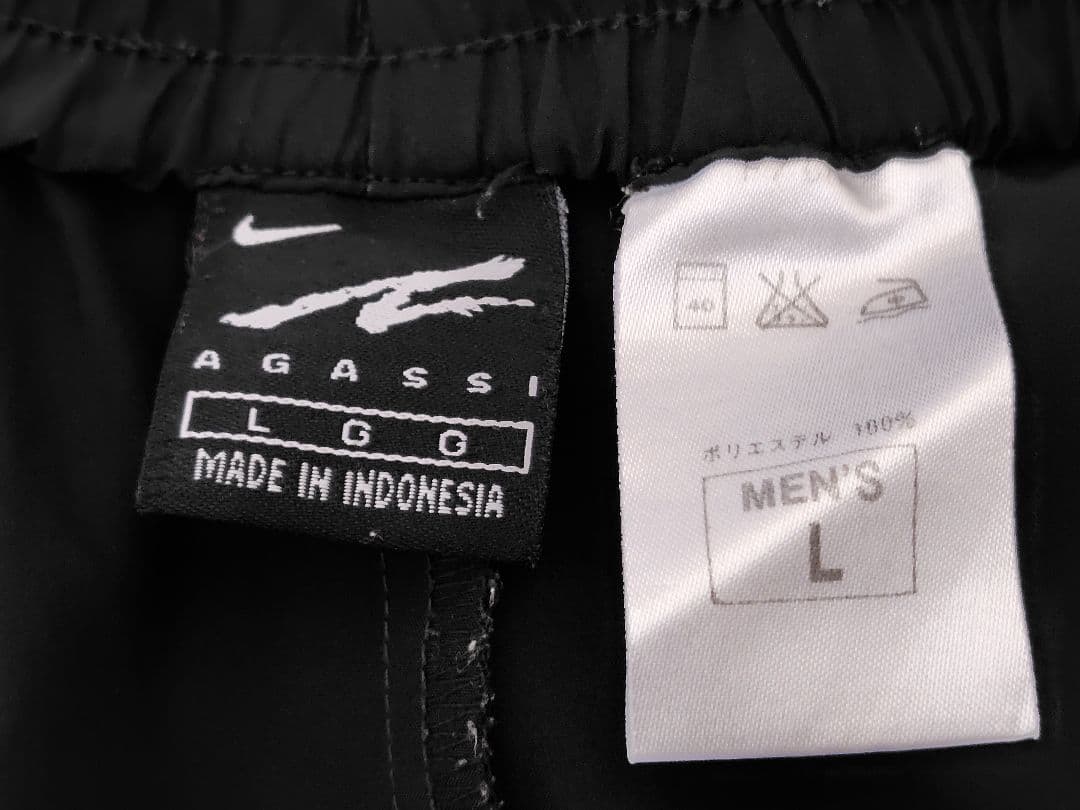 AGASSI
L G G
MADE IN INDONESIA
40
ポリエステル 100%
MEN'S
L